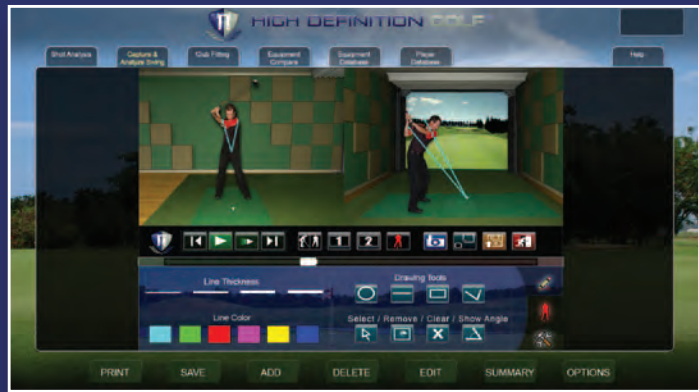 HIGH DEFINITION GOLF
Shot Analysis
Capture &
Analyze Swing
Club Fitting
Equipment
Compare
Equipment
Database
Player
Database
Help
1 2
Line Thickness
Drawing Tools
Line Color
Select / Remove / Clear / Show Angle
PRINT SAVE ADD DELETE EDIT SUMMARY OPTIONS